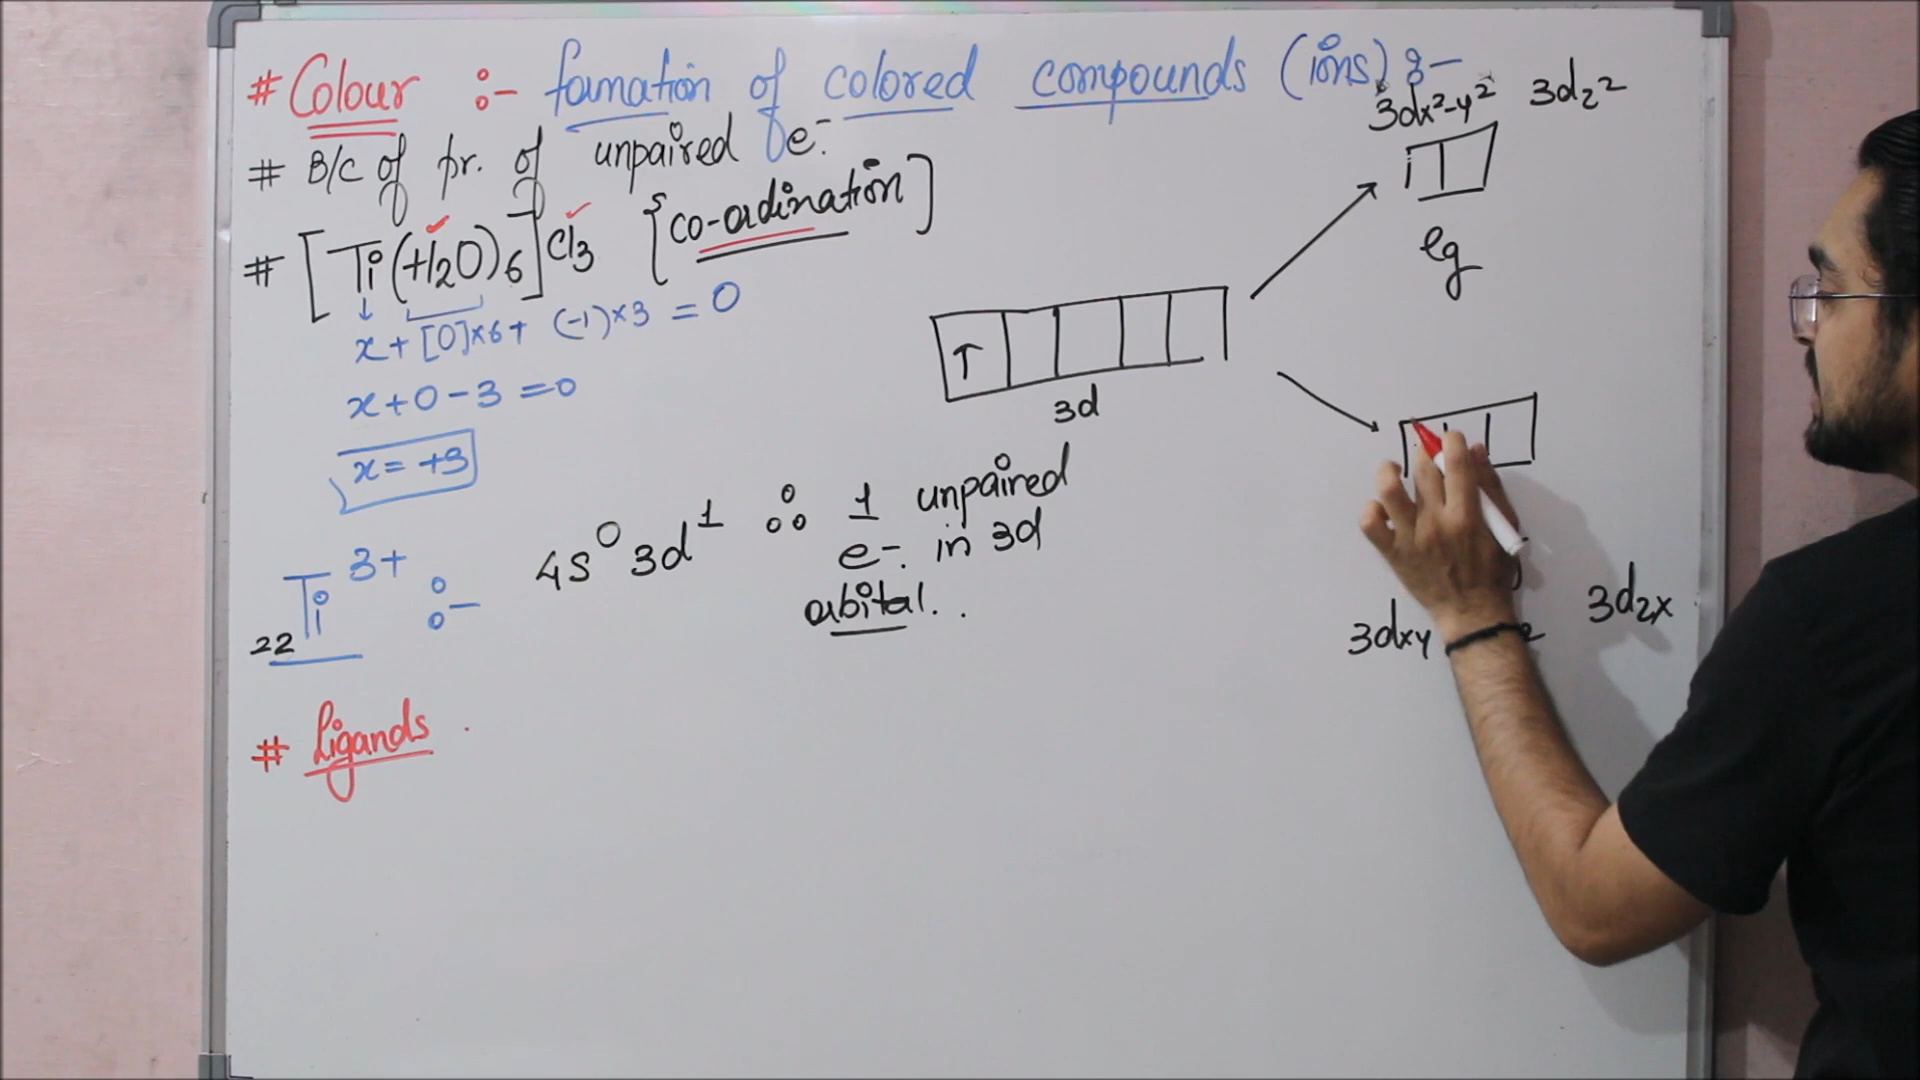 # Colour :- formation of colored compounds (ions) :-
# B/C of pr. of unpaired e-.
# [Ti(H2O)6]Cl3 {co-ordination]
x + [0]×6 + (-1)×3 = 0
x+0-3 =0
x= +3
22Ti3+ :- 4s0 3d1 ∴ 1 unpaired
e-. in 3d
orbital..
# Ligands .
3d
3dx2-y2 3dz2
eg
3dxy
3dzx